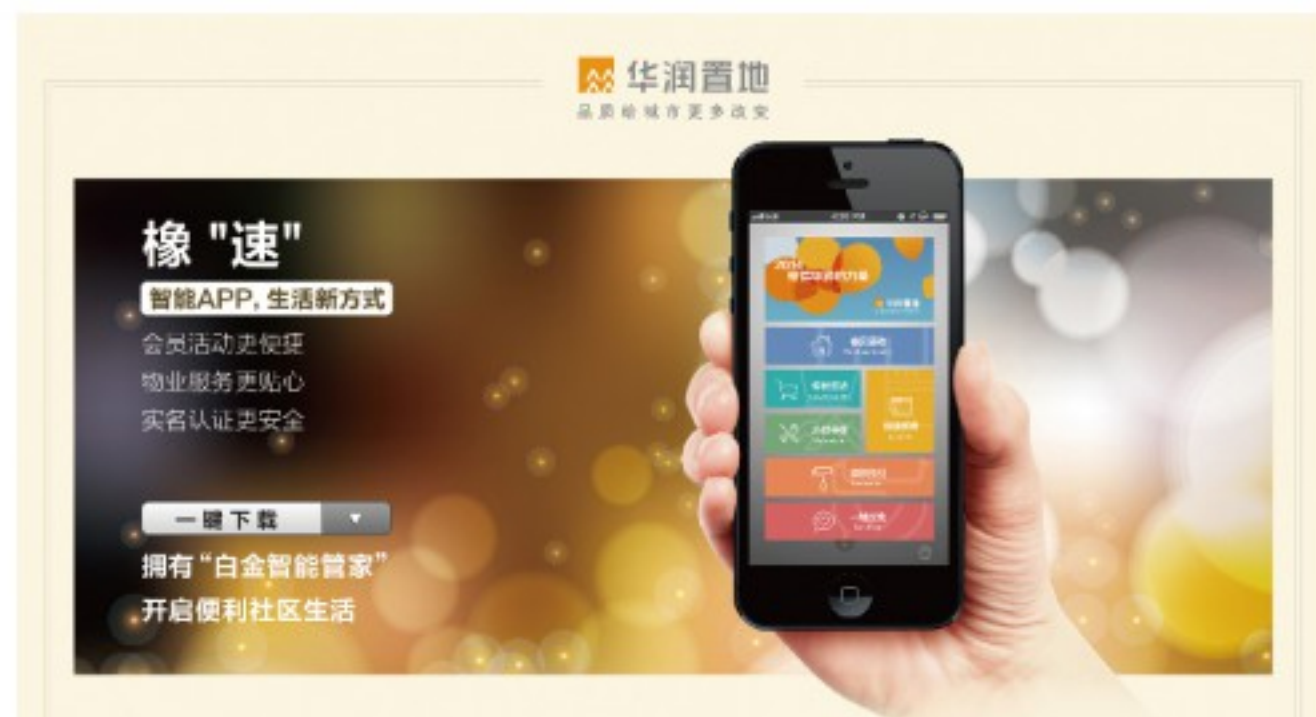 华润置地
品质给城市更多改变
橡 "速"
智能APP, 生活新方式
会员活动更便捷
物业服务更贴心
实名认证更安全
一键下载
拥有“白金智能管家”
开启便利社区生活